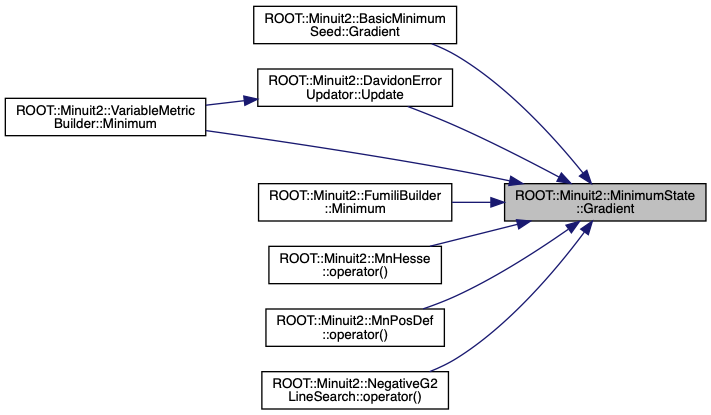 ROOT::Minuit2::BasicMinimum
Seed::Gradient
ROOT::Minuit2::DavidonError
Updator::Update
ROOT::Minuit2::VariableMetric
Builder::Minimum
ROOT::Minuit2::FumiliBuilder
::Minimum
ROOT::Minuit2::MinimumState
::Gradient
ROOT::Minuit2::MnHesse
::operator()
ROOT::Minuit2::MnPosDef
::operator()
ROOT::Minuit2::NegativeG2
LineSearch::operator()